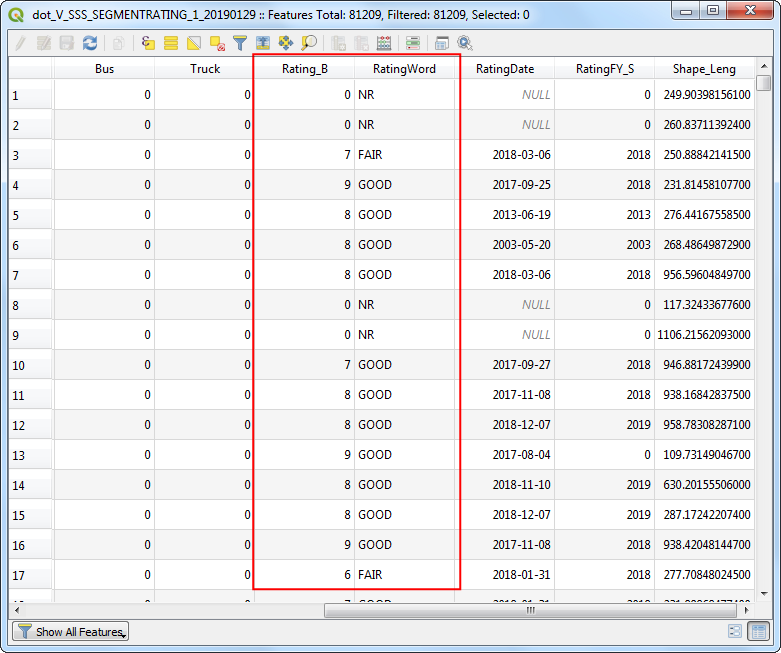 dot_V_SSS_SEGMENTRATING_1_20190129 :: Features Total: 81209, Filtered: 81209, Selected: 0
Bus Truck Rating_B RatingWord RatingDate RatingFY_S Shape_Leng
1 0 0 0 NR NULL 0 249.90398156100
2 0 0 0 NR NULL 0 260.83711392400
3 0 0 7 FAIR 2018-03-06 2018 250.88842141500
4 0 0 9 GOOD 2017-09-25 2018 231.81458107700
5 0 0 8 GOOD 2013-06-19 2013 276.44167558500
6 0 0 8 GOOD 2003-05-20 2003 268.48649872900
7 0 0 8 GOOD 2018-03-06 2018 956.59604849700
8 0 0 0 NR NULL 0 117.32433677600
9 0 0 0 NR NULL 0 1106.21562093000
10 0 0 7 GOOD 2017-09-27 2018 946.88172439900
11 0 0 8 GOOD 2017-11-08 2018 938.16842837500
12 0 0 8 GOOD 2018-12-07 2019 958.78308287100
13 0 0 9 GOOD 2017-08-04 0 109.73149046700
14 0 0 8 GOOD 2018-11-10 2019 630.20155506000
15 0 0 8 GOOD 2018-12-07 2019 287.17242207400
16 0 0 9 GOOD 2017-11-08 2018 938.42048144700
17 0 0 6 FAIR 2018-01-31 2018 277.70848024500
Show All Features